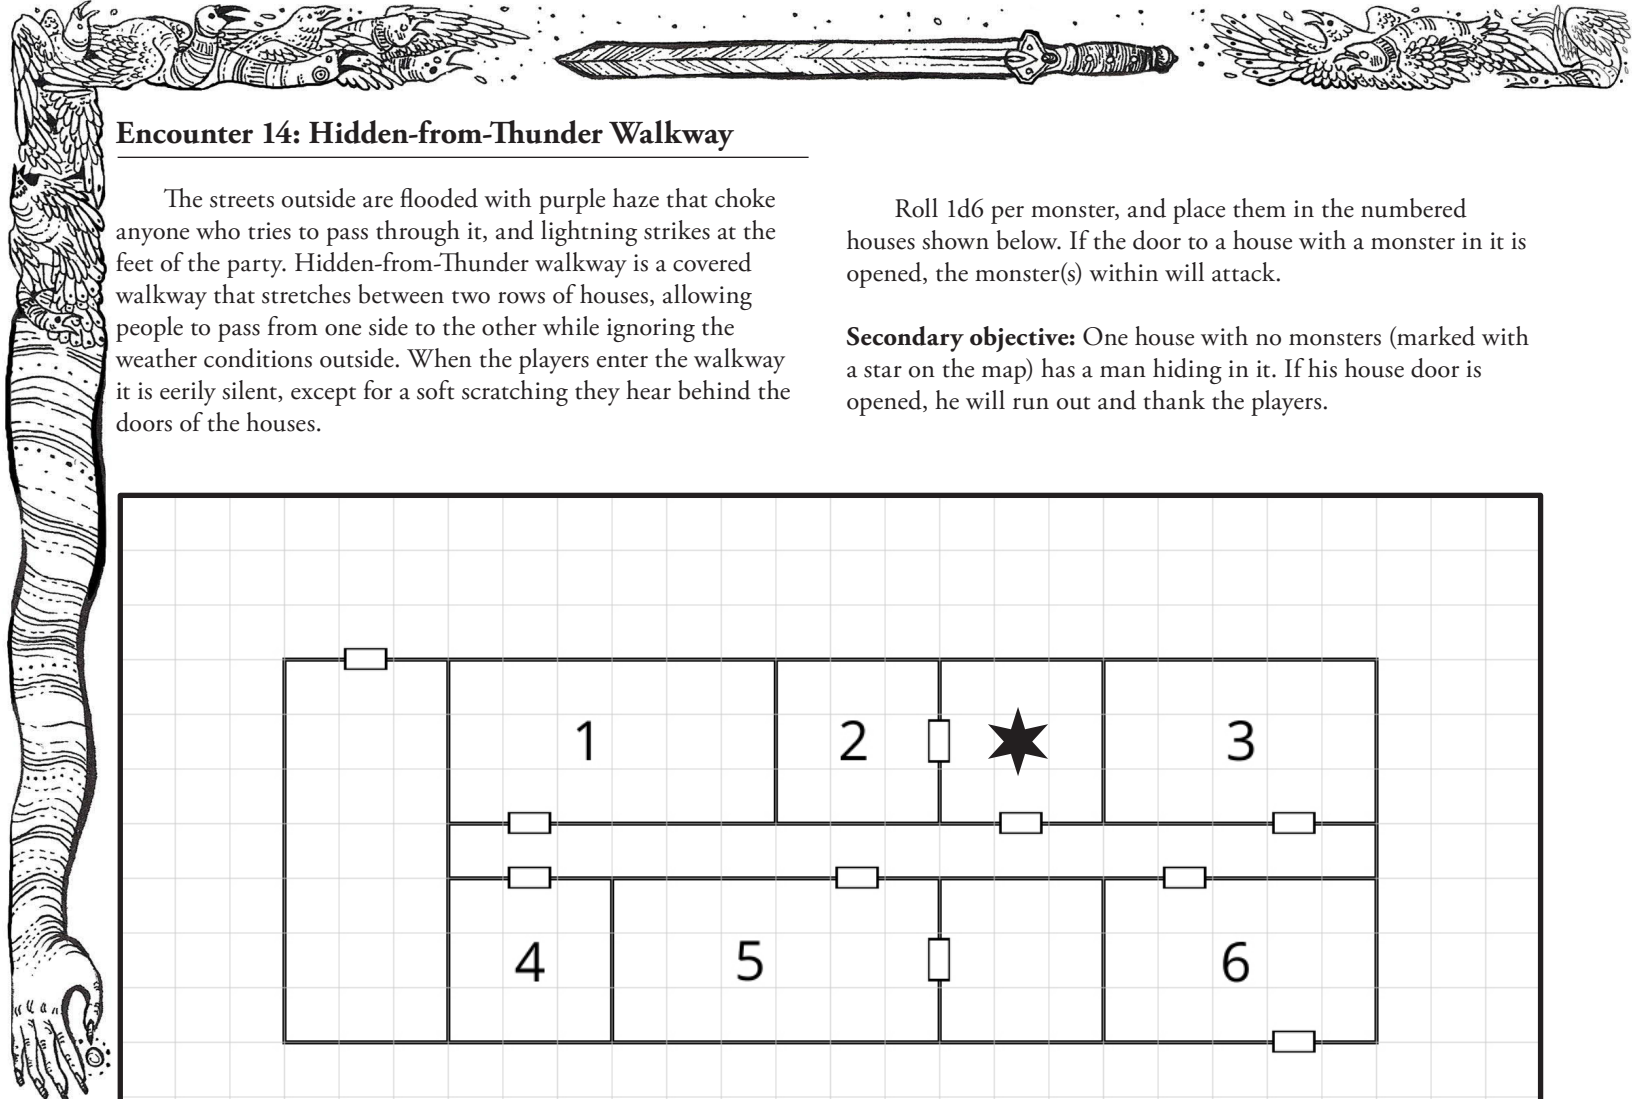 Encounter 14: Hidden-from-Thunder Walkway
The streets outside are flooded with purple haze that choke
anyone who tries to pass through it, and lightning strikes at the
feet of the party. Hidden-from-Thunder walkway is a covered
walkway that stretches between two rows of houses, allowing
people to pass from one side to the other while ignoring the
weather conditions outside. When the players enter the walkway
it is eerily silent, except for a soft scratching they hear behind the
doors of the houses.
Roll 1d6 per monster, and place them in the numbered
houses shown below. If the door to a house with a monster in it is
opened, the monster(s) within will attack.
Secondary objective: One house with no monsters (marked with
a star on the map) has a man hiding in it. If his house door is
opened, he will run out and thank the players.
1
2
3
4
5
6